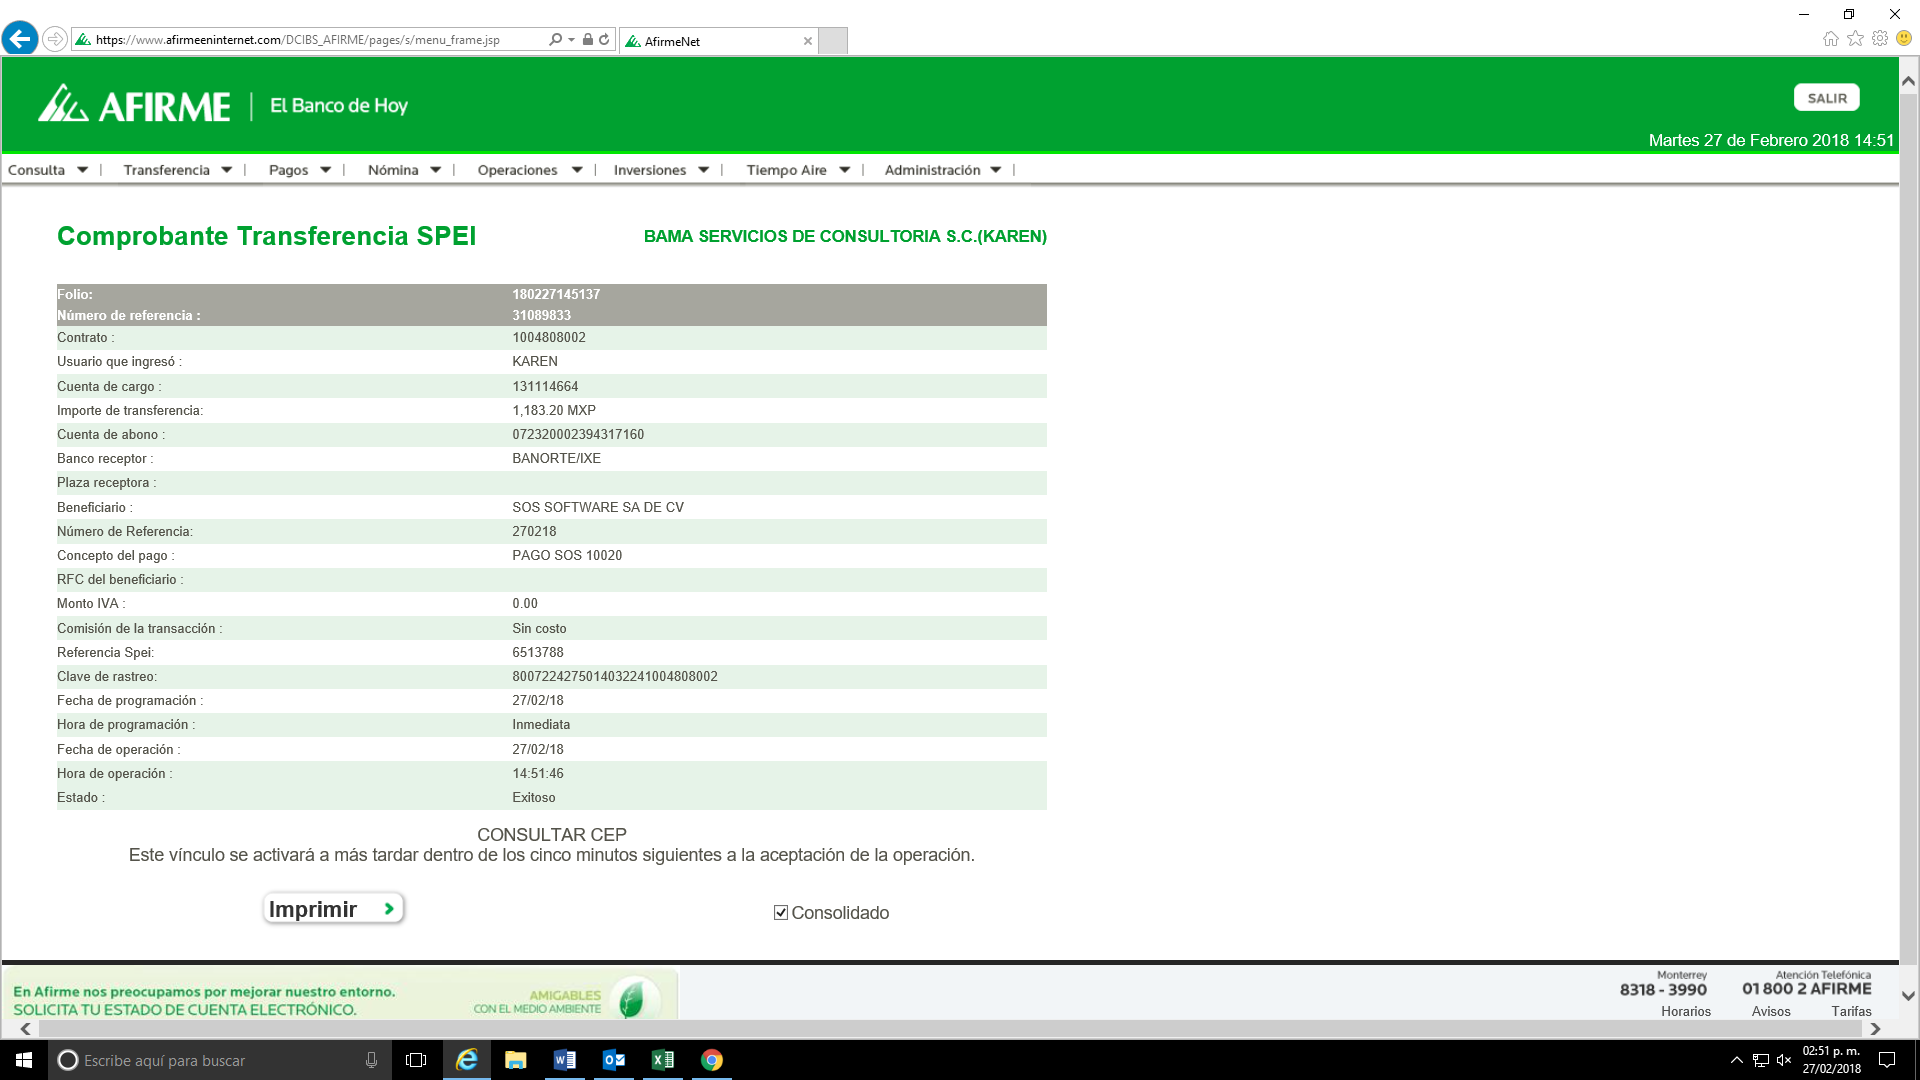 https://www.afirmeeninternet.com/DCIBS_AFIRME/pages/s/menu_frame.jsp
AfirmeNet
AFIRME | El Banco de Hoy
SALIR
Martes 27 de Febrero 2018 14:51
Consulta | Transferencia | Pagos | Nómina | Operaciones | Inversiones | Tiempo Aire | Administración |
Comprobante Transferencia SPEI BAMA SERVICIOS DE CONSULTORIA S.C.(KAREN)
Folio: 180227145137
Número de referencia : 31089833
Contrato : 1004808002
Usuario que ingresó : KAREN
Cuenta de cargo : 131114664
Importe de transferencia: 1,183.20 MXP
Cuenta de abono : 072320002394317160
Banco receptor : BANORTE/IXE
Plaza receptora :
Beneficiario : SOS SOFTWARE SA DE CV
Número de Referencia: 270218
Concepto del pago : PAGO SOS 10020
RFC del beneficiario :
Monto IVA : 0.00
Comisión de la transacción : Sin costo
Referencia Spei: 6513788
Clave de rastreo: 8007224275014032241004808002
Fecha de programación : 27/02/18
Hora de programación : Inmediata
Fecha de operación : 27/02/18
Hora de operación : 14:51:46
Estado : Exitoso
CONSULTAR CEP
Este vínculo se activará a más tardar dentro de los cinco minutos siguientes a la aceptación de la operación.
Imprimir
Consolidado
En Afirme nos preocupamos por mejorar nuestro entorno.
SOLICITA TU ESTADO DE CUENTA ELECTRÓNICO.
AMIGABLES
CON EL MEDIO AMBIENTE
Monterrey
8318 - 3990
Atención Telefónica
01 800 2 AFIRME
Horarios Avisos Tarifas
Escribe aquí para buscar
02:51 p. m.
27/02/2018